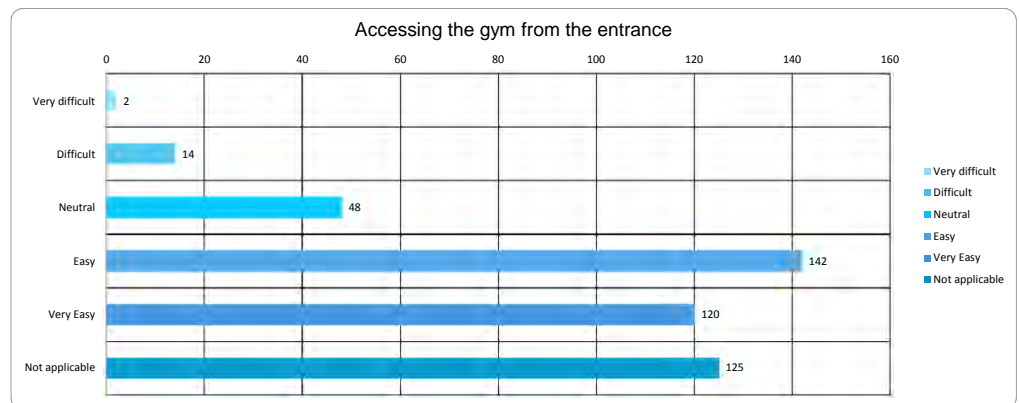 Accessing the gym from the entrance
0 20 40 60 80 100 120 140 160
Very difficult 2
Difficult 14
Neutral 48
Easy 142
Very Easy 120
Not applicable 125
Very difficult
Difficult
Neutral
Easy
Very Easy
Not applicable